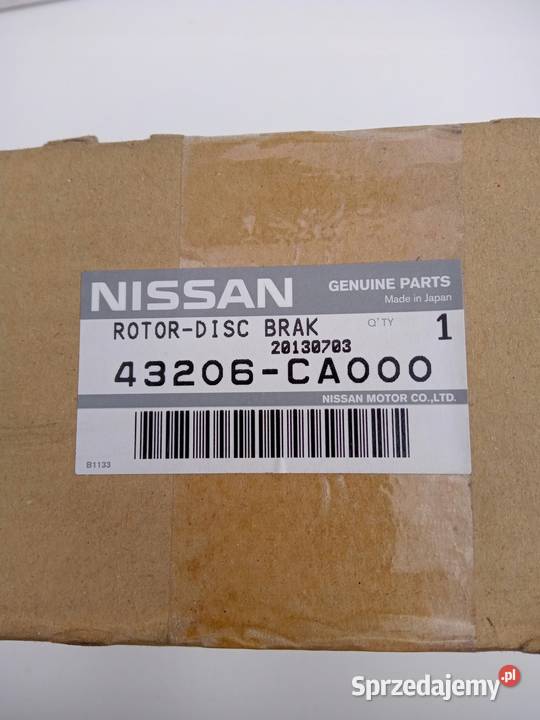 NISSAN
GENUINE PARTS
Made in Japan
ROTOR-DISC BRAK
Q'TY
1
20130703
43206-CA000
NISSAN MOTOR CO.,LTD.
B1133
Sprzedajemy.pl